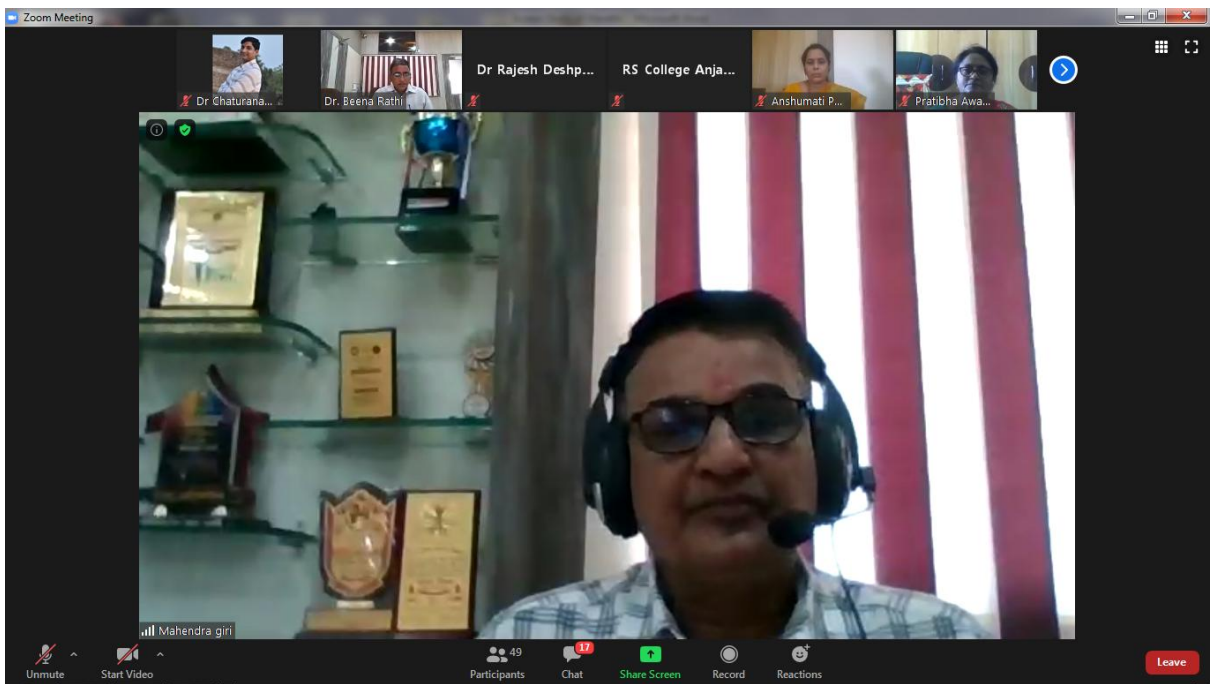 Zoom Meeting
Dr Chaturana...
Dr. Beena Rathi
Dr Rajesh Deshp...
RS College Anja...
Anshumati P...
Pratibha Awa...
Mahendra giri
Unmute
Start Video
49
Participants
17
Chat
Share Screen
Record
Reactions
Leave